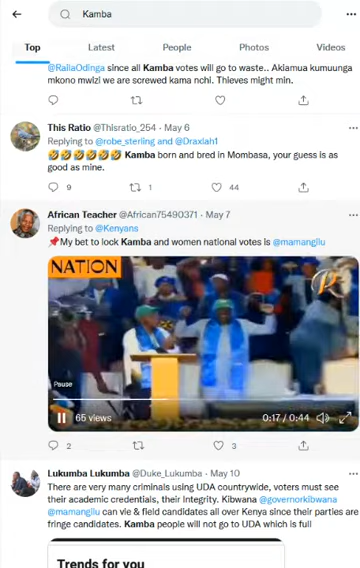 Kamba
Top Latest People Photos Videos
@RailaOdinga since all Kamba votes will go to waste.. Akiamua kumuunga
mkono mwizi we are screwed kama nchi. Thieves might min.
This Ratio @Thisratio_254 · May 6
Replying to @robe_sterling and @Draxlah1
🤣🤣🤣🤣🤣🤣 Kamba born and bred in Mombasa, your guess is as
good as mine.
9 1 44
African Teacher @African75490371 · May 7
Replying to @Kenyans
📌My bet to lock Kamba and women national votes is @mamangilu
NATION
Pause
65 views 0:17 / 0:44
2 3
Lukumba Lukumba @Duke_Lukumba · May 10
There are very many criminals using UDA countrywide, voters must see
their academic credentials, their Integrity. Kibwana @governorkibwana
@mamangilu can vie & field candidates all over Kenya since their parties are
fringe candidates. Kamba people will not go to UDA which is full
Trends for you